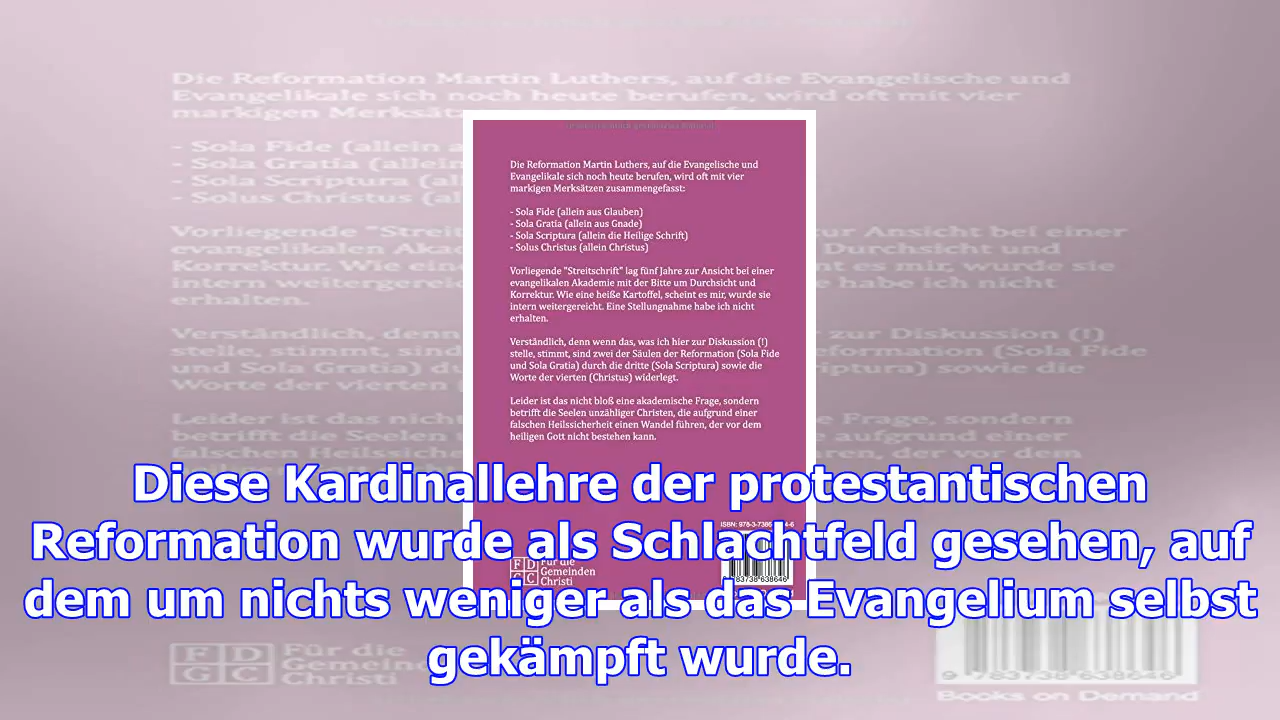 Die Reformation Martin Luthers, auf die Evangelische und
Evangelikale sich noch heute berufen, wird oft mit vier
markigen Merksätzen zusammengefasst:
- Sola Fide (allein aus Glauben)
- Sola Gratia (allein aus Gnade)
- Sola Scriptura (allein die Heilige Schrift)
- Solus Christus (allein Christus)
Vorliegende "Streitschrift" lag fünf Jahre zur Ansicht bei einer
evangelikalen Akademie mit der Bitte um Durchsicht und
Korrektur. Wie eine heiße Kartoffel, scheint es mir, wurde sie
intern weitergereicht. Eine Stellungnahme habe ich nicht
erhalten.
Verständlich, denn wenn das, was ich hier zur Diskussion (!)
stelle, stimmt, sind zwei der Säulen der Reformation (Sola Fide
und Sola Gratia) durch die dritte (Sola Scriptura) sowie die
Worte der vierten (Christus) widerlegt.
Leider ist das nicht bloß eine akademische Frage, sondern
betrifft die Seelen unzähliger Christen, die aufgrund einer
falschen Heilssicherheit einen Wandel führen, der vor dem
heiligen Gott nicht bestehen kann.
Diese Kardinallehre der protestantischen
Reformation wurde als Schlachtfeld gesehen, auf
dem um nichts weniger als das Evangelium selbst
gekämpft wurde.
FD
GC
Für die
Gemeinden
Christi
9 783738 638646
Books on Demand